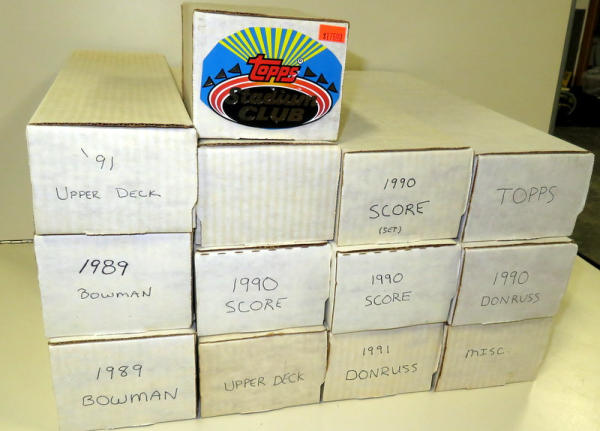 TOPPS
Stadium
CLUB
'91
UPPER DECK
1990
SCORE
(SET)
TOPPS
1989
BOWMAN
1990
SCORE
1990
SCORE
1990
DONRUSS
1989
BOWMAN
UPPER DECK
1991
DONRUSS
MISC.